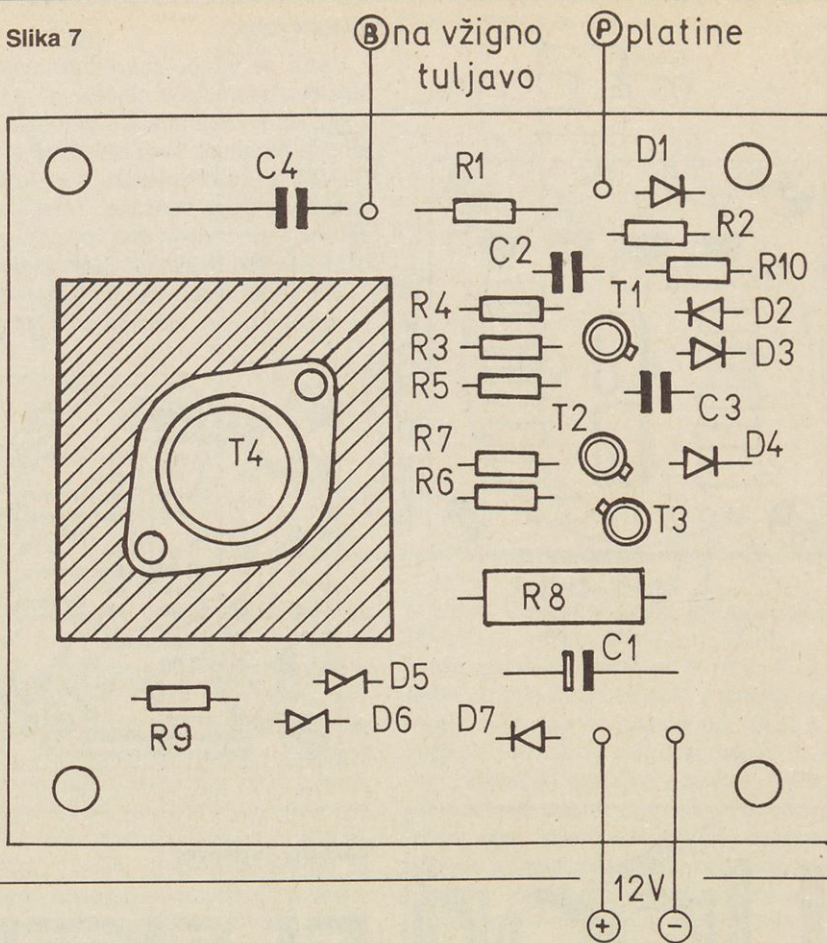 Slika 7
B na vžigno
tuljavo
P platine
C4
R1
D1
R2
C2
R10
T1
R4
D2
R3
D3
R5
C3
T2
T4
R7
D4
R6
T3
R8
C1
D5
R9
D6
D7
12V
+ −